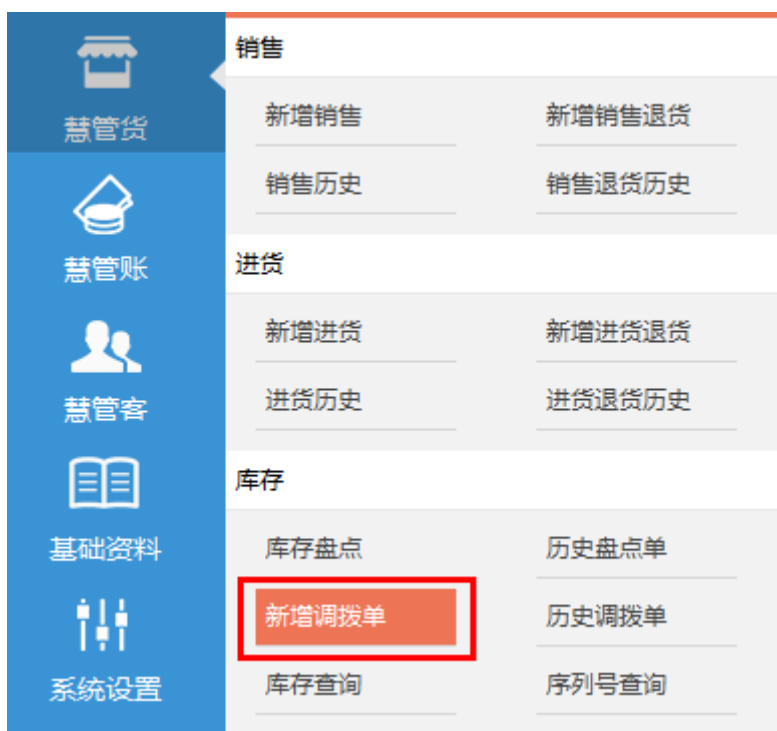 慧管货
慧管账
慧管客
基础资料
系统设置
销售
新增销售
新增销售退货
销售历史
销售退货历史
进货
新增进货
新增进货退货
进货历史
进货退货历史
库存
库存盘点
历史盘点单
新增调拨单
历史调拨单
库存查询
序列号查询